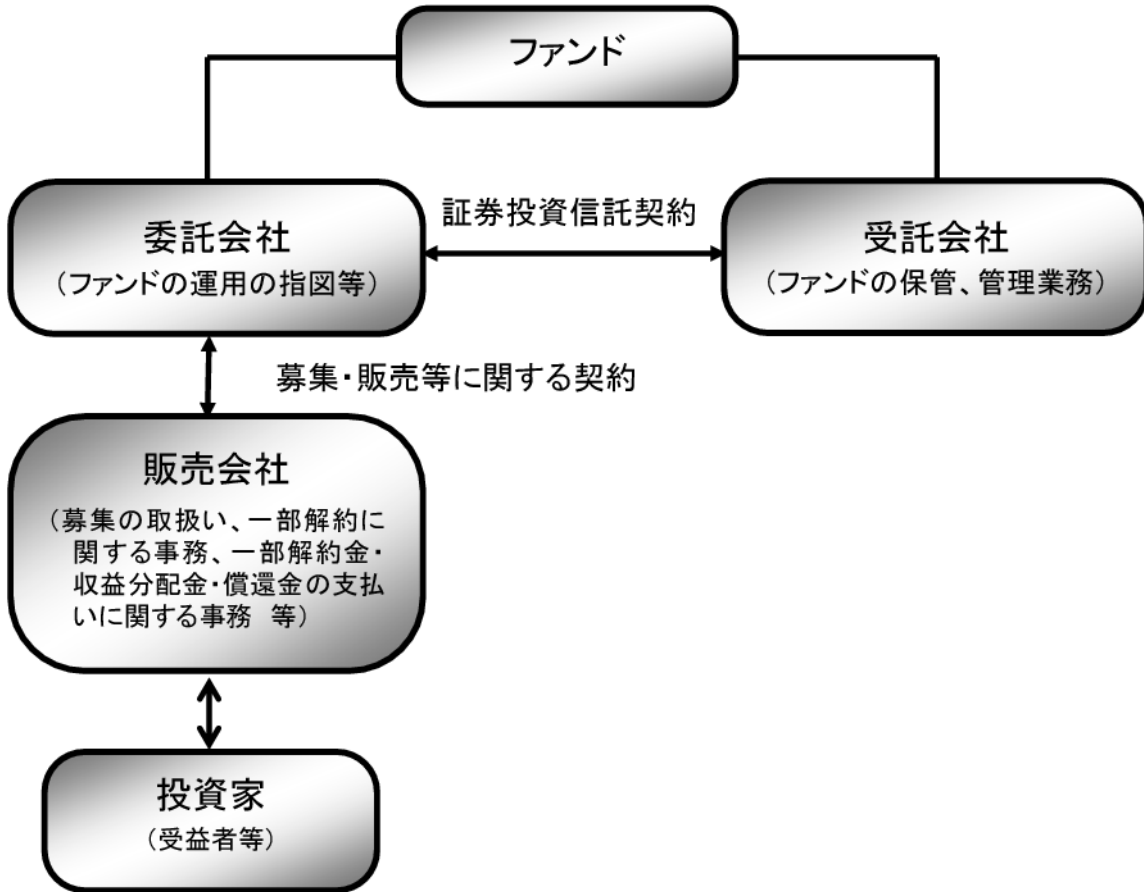 ファンド
委託会社
（ファンドの運用の指図等）
証券投資信託契約
受託会社
（ファンドの保管、管理業務）
募集・販売等に関する契約
販売会社
（募集の取扱い、一部解約に
関する事務、一部解約金・
収益分配金・償還金の支払
いに関する事務　等）
投資家
（受益者等）